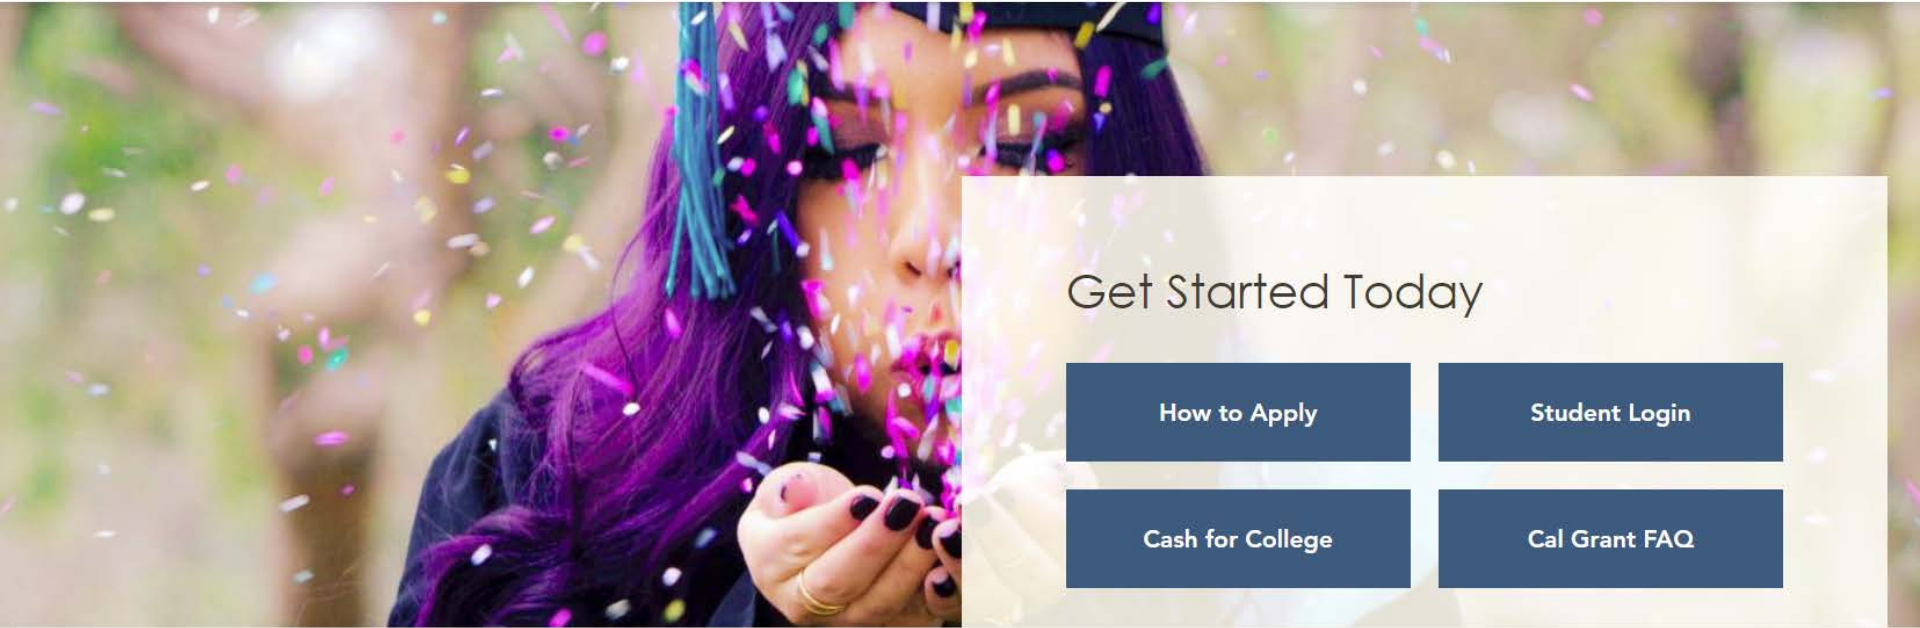 Get Started Today
How to Apply
Student Login
Cash for College
Cal Grant FAQ